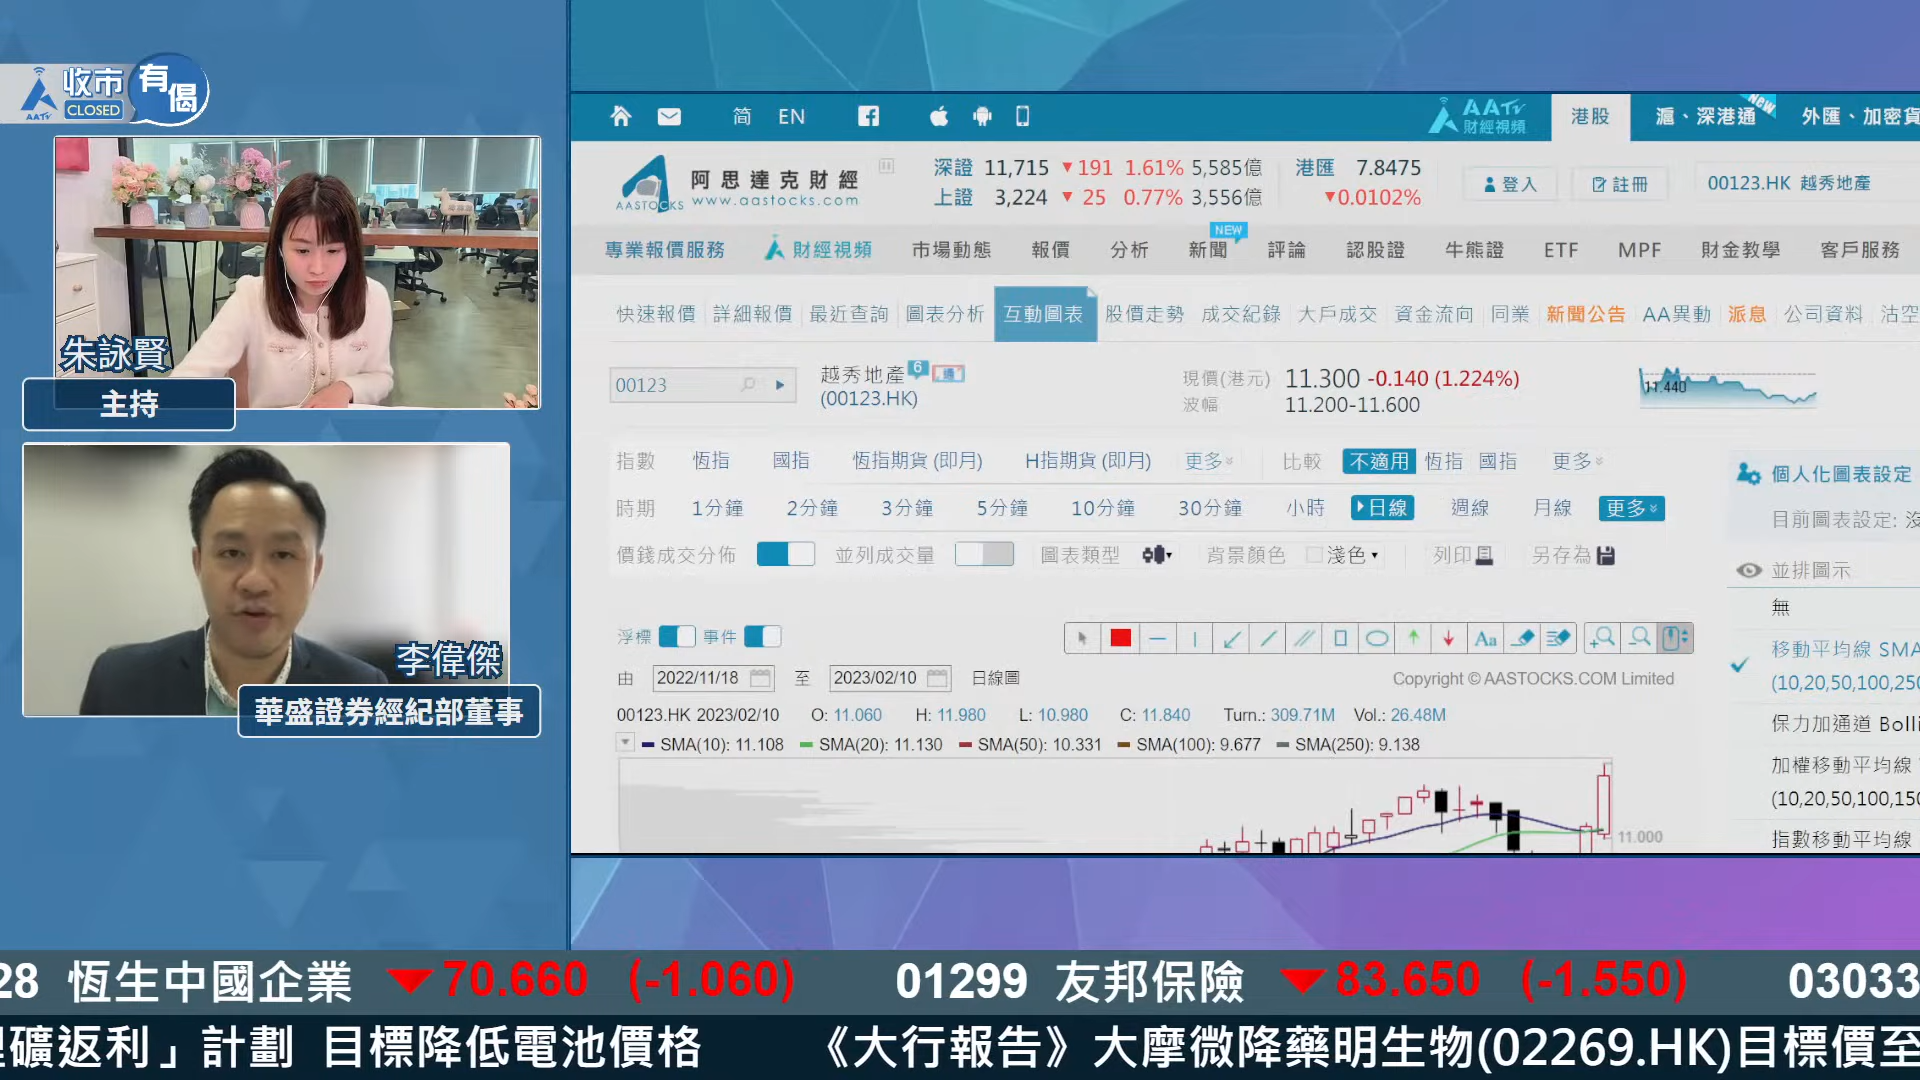 收市
CLOSED
有偈
AATV
朱詠賢
主持
李偉傑
華盛證券經紀部董事
简 EN
AATV
財經視頻
港股
滬、深港通
New
外匯、加密貨
阿思達克財經
AASTOCKS www.aastocks.com
深證 11,715 ▼191 1.61% 5,585億
上證 3,224 ▼ 25 0.77% 3,556億
港匯 7.8475
▼0.0102%
登入
註冊
00123.HK 越秀地產
專業報價服務 財經視頻 市場動態 報價 分析 新聞 NEW 評論 認股證 牛熊證 ETF MPF 財金教學 客戶服務
快速報價 詳細報價 最近查詢 圖表分析 互動圖表 股價走勢 成交紀錄 大戶成交 資金流向 同業 新聞公告 AA異動 派息 公司資料 沽空
00123
越秀地產 6
(00123.HK)
現價(港元) 11.300 -0.140 (1.224%)
波幅 11.200-11.600
11.440
指數 恆指 國指 恆指期貨 (即月) H指期貨 (即月) 更多 比較 不適用 恆指 國指 更多
時期 1分鐘 2分鐘 3分鐘 5分鐘 10分鐘 30分鐘 小時 日線 週線 月線 更多
價錢成交分佈 並列成交量 圖表類型 背景顏色 淺色 列印 另存為
個人化圖表設定
目前圖表設定: 沒
並排圖示
無
移動平均線 SMA
(10,20,50,100,250
保力加通道 Bolli
加權移動平均線
(10,20,50,100,150
指數移動平均線
浮標 事件
Aa
由 2022/11/18 至 2023/02/10 日線圖
Copyright © AASTOCKS.COM Limited
00123.HK 2023/02/10 O: 11.060 H: 11.980 L: 10.980 C: 11.840 Turn.: 309.71M Vol.: 26.48M
SMA(10): 11.108 SMA(20): 11.130 SMA(50): 10.331 SMA(100): 9.677 SMA(250): 9.138
11.000
28 恆生中國企業 ▼70.660 (-1.060) 01299 友邦保險 ▼83.650 (-1.550) 03033
礦返利」計劃 目標降低電池價格 《大行報告》大摩微降藥明生物(02269.HK)目標價至